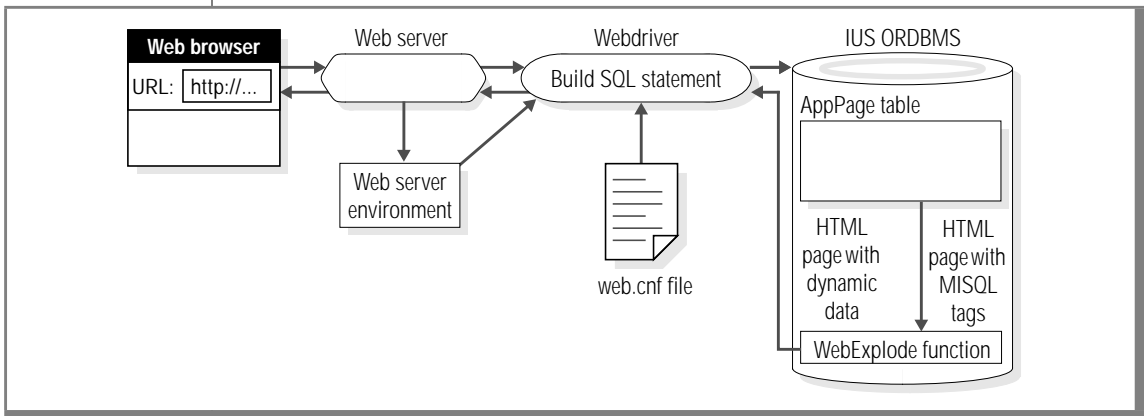 Web browser
URL: http://...
Web server
Web server
environment
Webdriver
Build SQL statement
web.cnf file
IUS ORDBMS
AppPage table
HTML
page with
dynamic
data
HTML
page with
MISQL
tags
WebExplode function